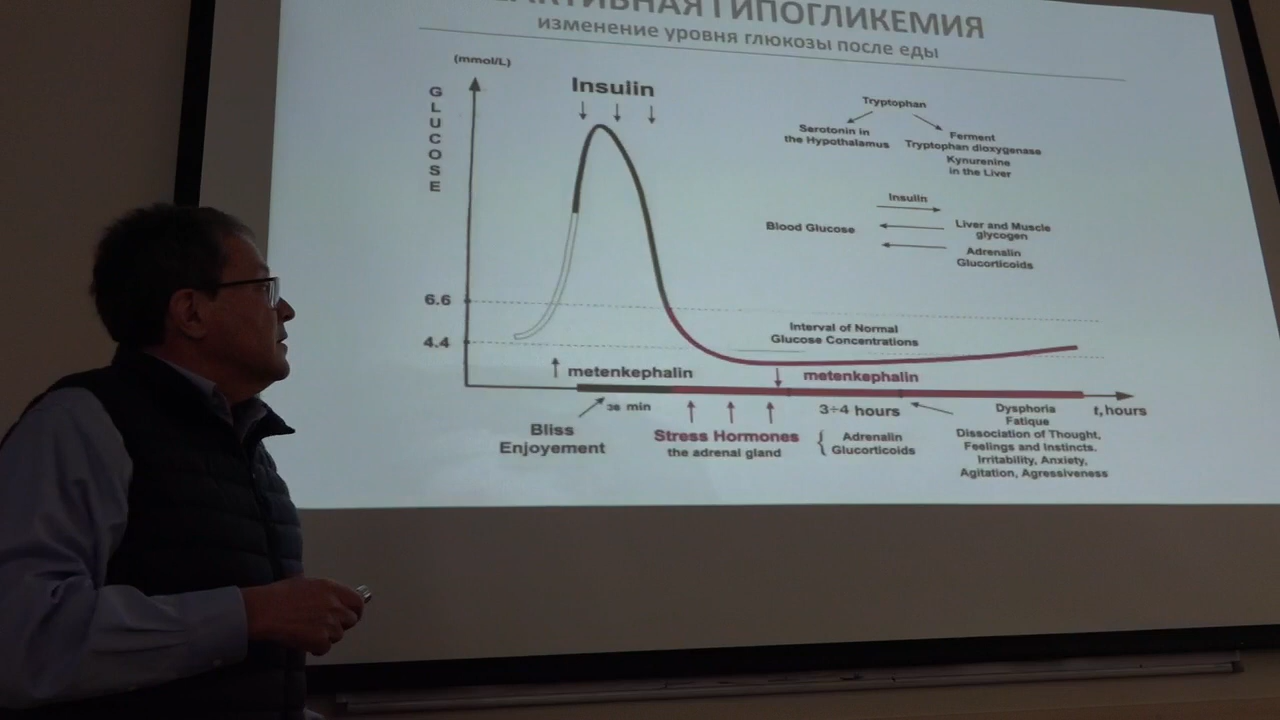 ГИПОГЛИКЕМИЯ
изменение уровня глюкозы после еды
(mmol/L)
GLUCOSE
Insulin
Tryptophan
Serotonin in
the Hypothalamus
Ferment
Tryptophan dioxygenase
Kynurenine
in the Liver
Insulin
Blood Glucose
Liver and Muscle
glycogen
Adrenalin
Glucorticoids
6.6
4.4
Interval of Normal
Glucose Concentrations
metenkephalin
metenkephalin
30 min
3÷4 hours
t, hours
Bliss
Enjoyement
Stress Hormones
the adrenal gland
Adrenalin
Glucorticoids
Dysphoria
Fatique
Dissociation of Thought,
Feelings and Instincts.
Irritability, Anxiety,
Agitation, Agressiveness